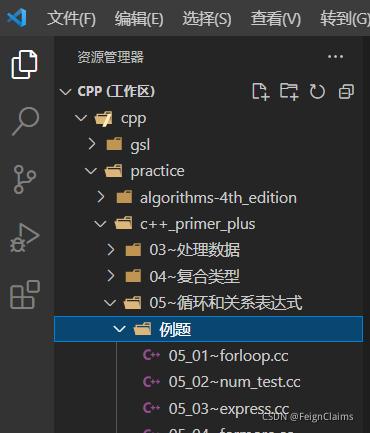 文件(F) 编辑(E) 选择(S) 查看(V) 转到(G)
资源管理器
CPP (工作区)
cpp
gsl
practice
algorithms-4th_edition
c++_primer_plus
03~处理数据
04~复合类型
05~循环和关系表达式
例题
C++ 05_01~forloop.cc
C++ 05_02~num_test.cc
C++ 05_03~express.cc
CSDN @FeignClaims